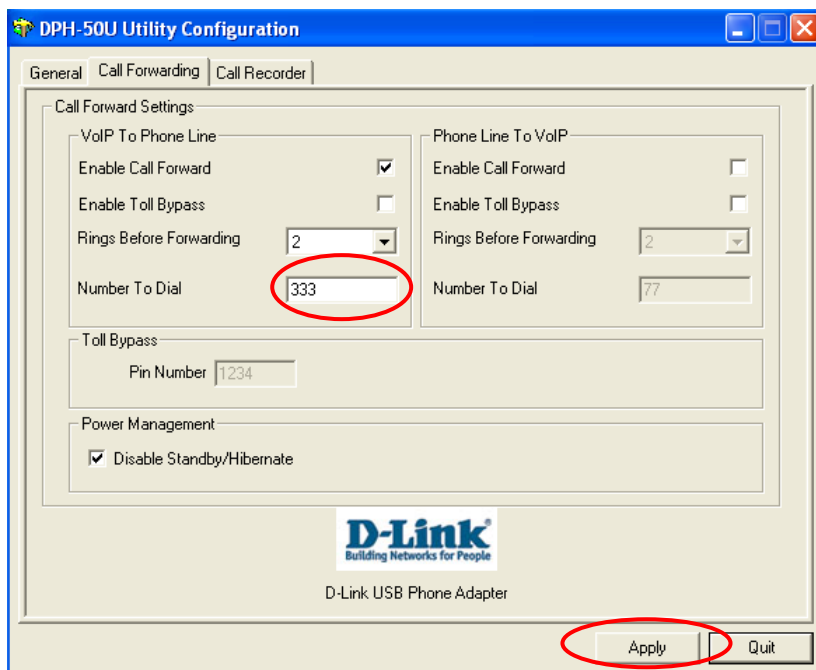 DPH-50U Utility Configuration
General Call Forwarding Call Recorder
Call Forward Settings
VoIP To Phone Line
Enable Call Forward
Enable Toll Bypass
Rings Before Forwarding 2
Number To Dial 333
Phone Line To VoIP
Enable Call Forward
Enable Toll Bypass
Rings Before Forwarding 2
Number To Dial 77
Toll Bypass
Pin Number 1234
Power Management
Disable Standby/Hibernate
D-Link
Building Networks for People
D-Link USB Phone Adapter
Apply Quit